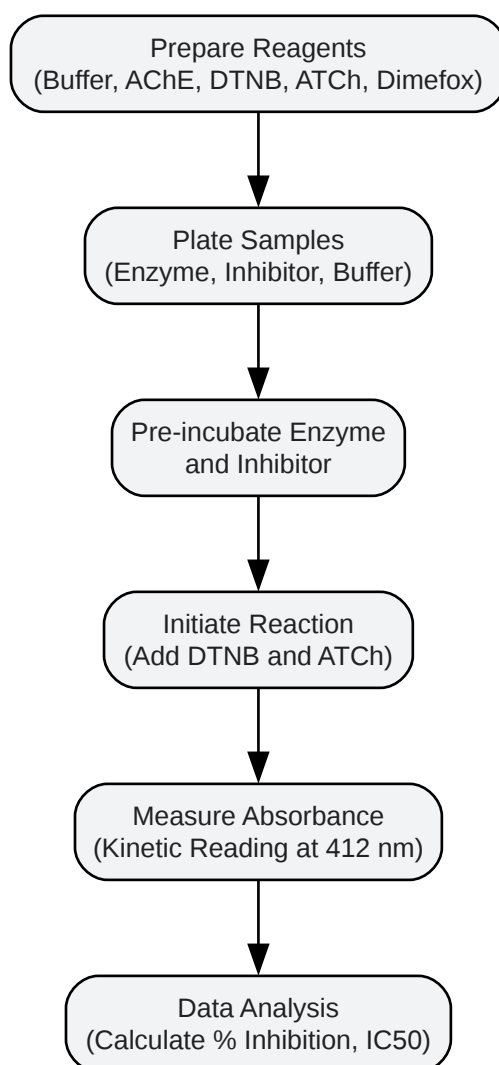 Prepare Reagents
(Buffer, AChE, DTNB, ATCh, Dimefox)
Plate Samples
(Enzyme, Inhibitor, Buffer)
Pre-incubate Enzyme
and Inhibitor
Initiate Reaction
(Add DTNB and ATCh)
Measure Absorbance
(Kinetic Reading at 412 nm)
Data Analysis
(Calculate % Inhibition, IC50)